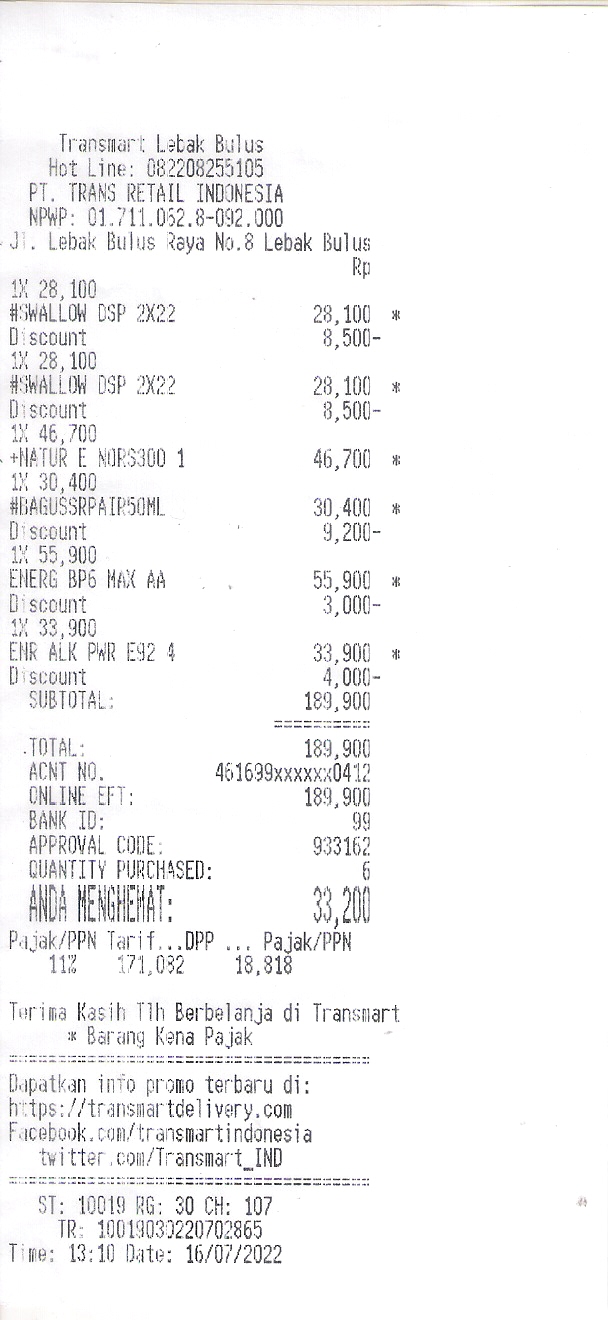 Transmart Lebak Bulus
Hot Line: 082208255105
PT. TRANS RETAIL INDONESIA
NPWP: 01.711.062.8-092.000
Jl. Lebak Bulus Raya No.8 Lebak Bulus
Rp
1X 28,100
#SWALLOW DSP 2X22 28,100 *
Discount 8,500-
1X 28,100
#SWALLOW DSP 2X22 28,100 *
Discount 8,500-
1X 46,700
+NATUR E NORS300 1 46,700 *
1X 30,400
#BAGUSSRPAIR50ML 30,400 *
Discount 9,200-
1X 55,900
ENERG BP6 MAX AA 55,900 *
Discount 3,000-
1X 33,900
ENR ALK PWR E92 4 33,900 *
Discount 4,000-
SUBTOTAL: 189,900
==========
.TOTAL: 189,900
ACNT NO. 461699xxxxxx0412
ONLINE EFT: 189,900
BANK ID: 99
APPROVAL CODE: 933162
QUANTITY PURCHASED: 6
ANDA MENGHEMAT: 33,200
Pajak/PPN Tarif...DPP ... Pajak/PPN
11% 171,082 18,818
Terima Kasih Tlh Berbelanja di Transmart
* Barang Kena Pajak
=====================================
Dapatkan info promo terbaru di:
https://transmartdelivery.com
Facebook.com/transmartindonesia
twitter.com/Transmart_IND
=====================================
ST: 10019 RG: 30 CH: 107
TR: 10019030220702865
Time: 13:10 Date: 16/07/2022